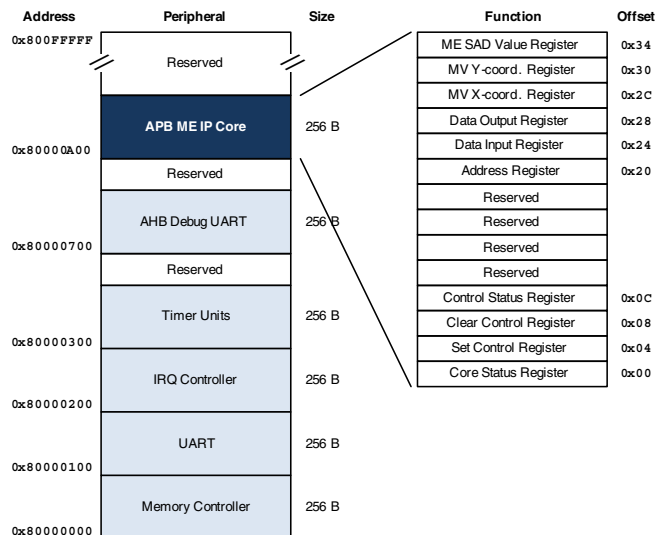 Address Peripheral Size Function Offset
0x800FFFFF
Reserved
APB ME IP Core 256 B
0x80000A00
Reserved
AHB Debug UART 256 B
0x80000700
Reserved
Timer Units 256 B
0x80000300
IRQ Controller 256 B
0x80000200
UART 256 B
0x80000100
Memory Controller 256 B
0x80000000
ME SAD Value Register 0x34
MV Y-coord. Register 0x30
MV X-coord. Register 0x2C
Data Output Register 0x28
Data Input Register 0x24
Address Register 0x20
Reserved
Reserved
Reserved
Reserved
Control Status Register 0x0C
Clear Control Register 0x08
Set Control Register 0x04
Core Status Register 0x00